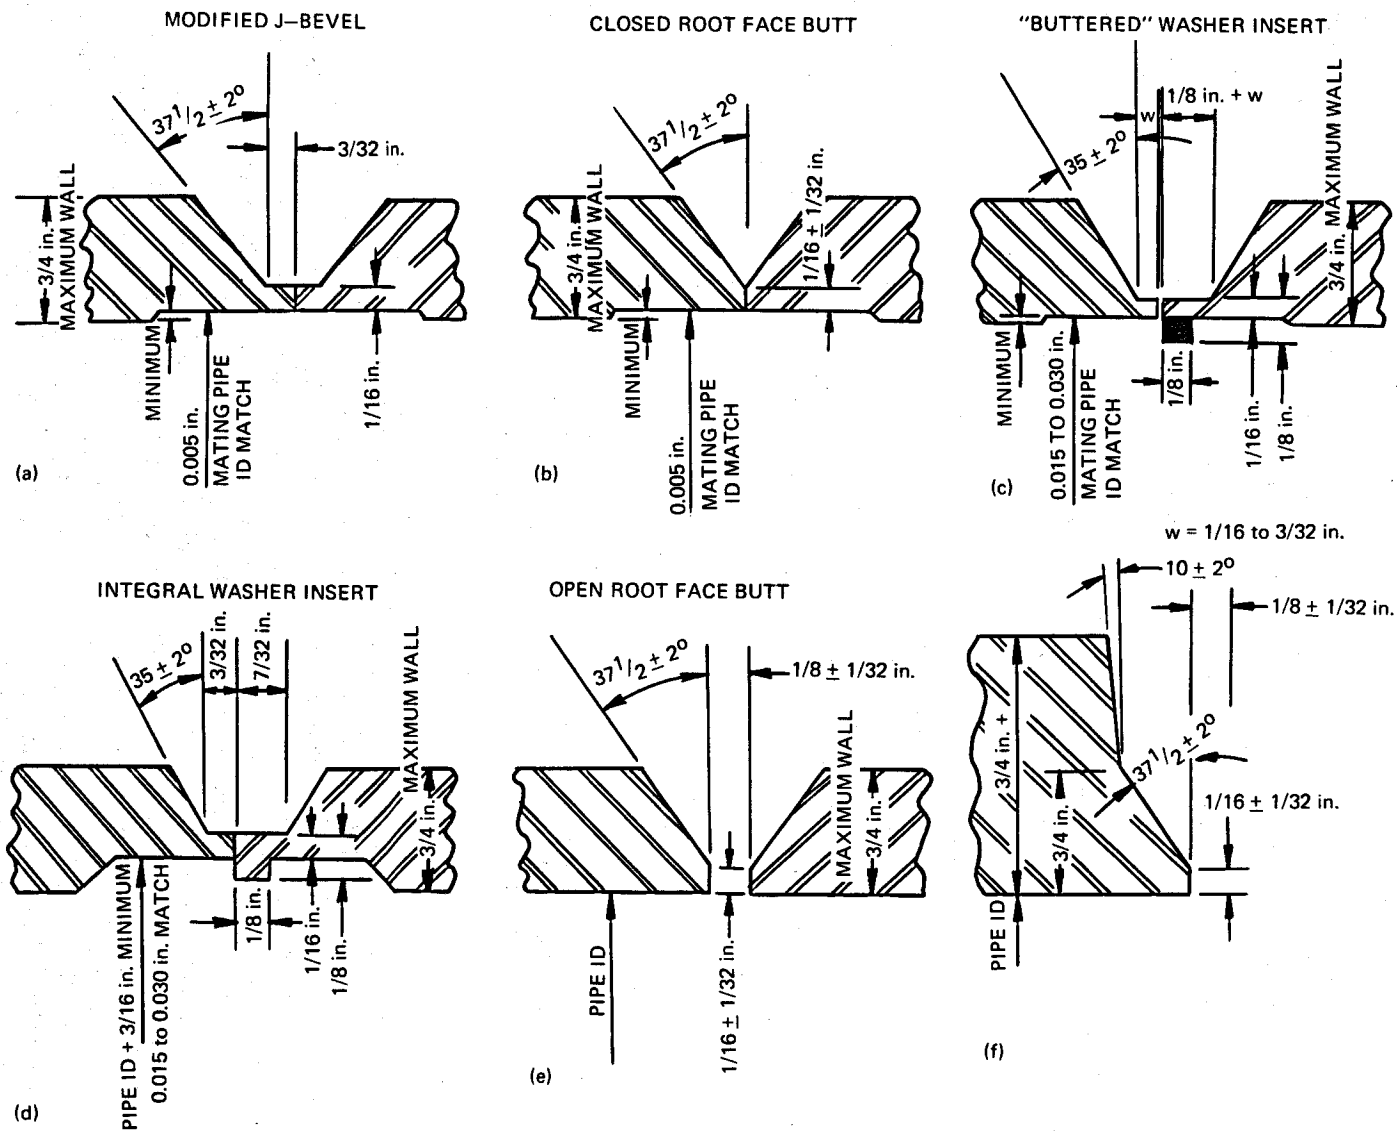 MODIFIED J–BEVEL
37 1/2 ± 2°
3/32 in.
3/4 in.
MAXIMUM WALL
MINIMUM
0.005 in.
MATING PIPE
ID MATCH
1/16 in.
(a)
CLOSED ROOT FACE BUTT
37 1/2 ± 2°
3/4 in.
MAXIMUM WALL
1/16 ± 1/32 in.
MINIMUM
0.005 in.
MATING PIPE
ID MATCH
(b)
"BUTTERED" WASHER INSERT
1/8 in. + w
w
35 ± 2°
3/4 in. MAXIMUM WALL
MINIMUM
0.015 TO 0.030 in.
MATING PIPE
ID MATCH
1/8 in.
1/16 in.
1/8 in.
(c)
w = 1/16 to 3/32 in.
INTEGRAL WASHER INSERT
35 ± 2°
3/32 in.
7/32 in.
MAXIMUM WALL
3/4 in.
PIPE ID + 3/16 in. MINIMUM
0.015 to 0.030 in. MATCH
1/8 in.
1/16 in.
1/8 in.
(d)
OPEN ROOT FACE BUTT
37 1/2 ± 2°
1/8 ± 1/32 in.
MAXIMUM WALL
3/4 in.
PIPE ID
1/16 ± 1/32 in.
(e)
10 ± 2°
1/8 ± 1/32 in.
3/4 in. +
3/4 in.
37 1/2 ± 2°
1/16 ± 1/32 in.
PIPE ID
(f)